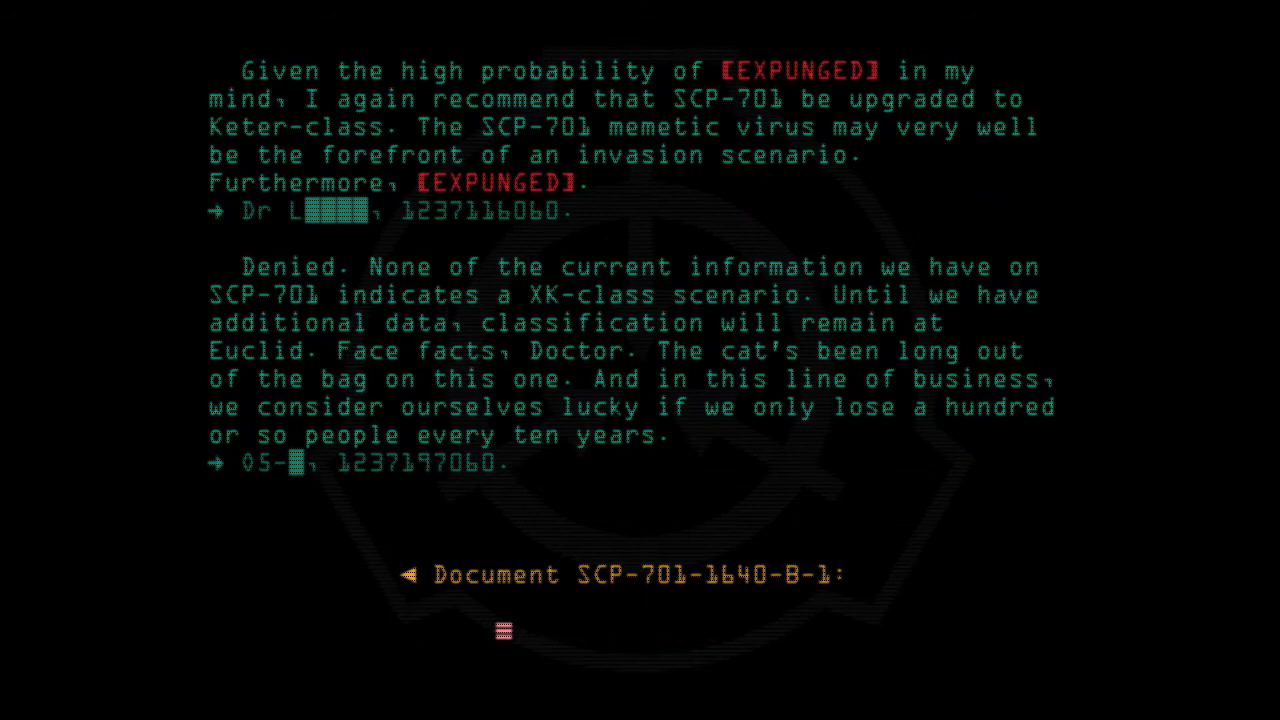 Given the high probability of [EXPUNGED] in my
mind, I again recommend that SCP-701 be upgraded to
Keter-class. The SCP-701 memetic virus may very well
be the forefront of an invasion scenario.
Furthermore, [EXPUNGED].
→ Dr L▓▓▓▓, 1237116060.
Denied. None of the current information we have on
SCP-701 indicates a XK-class scenario. Until we have
additional data, classification will remain at
Euclid. Face facts, Doctor. The cat's been long out
of the bag on this one. And in this line of business,
we consider ourselves lucky if we only lose a hundred
or so people every ten years.
→ O5-▓, 1237197060.
◄ Document SCP-701-1640-B-1: